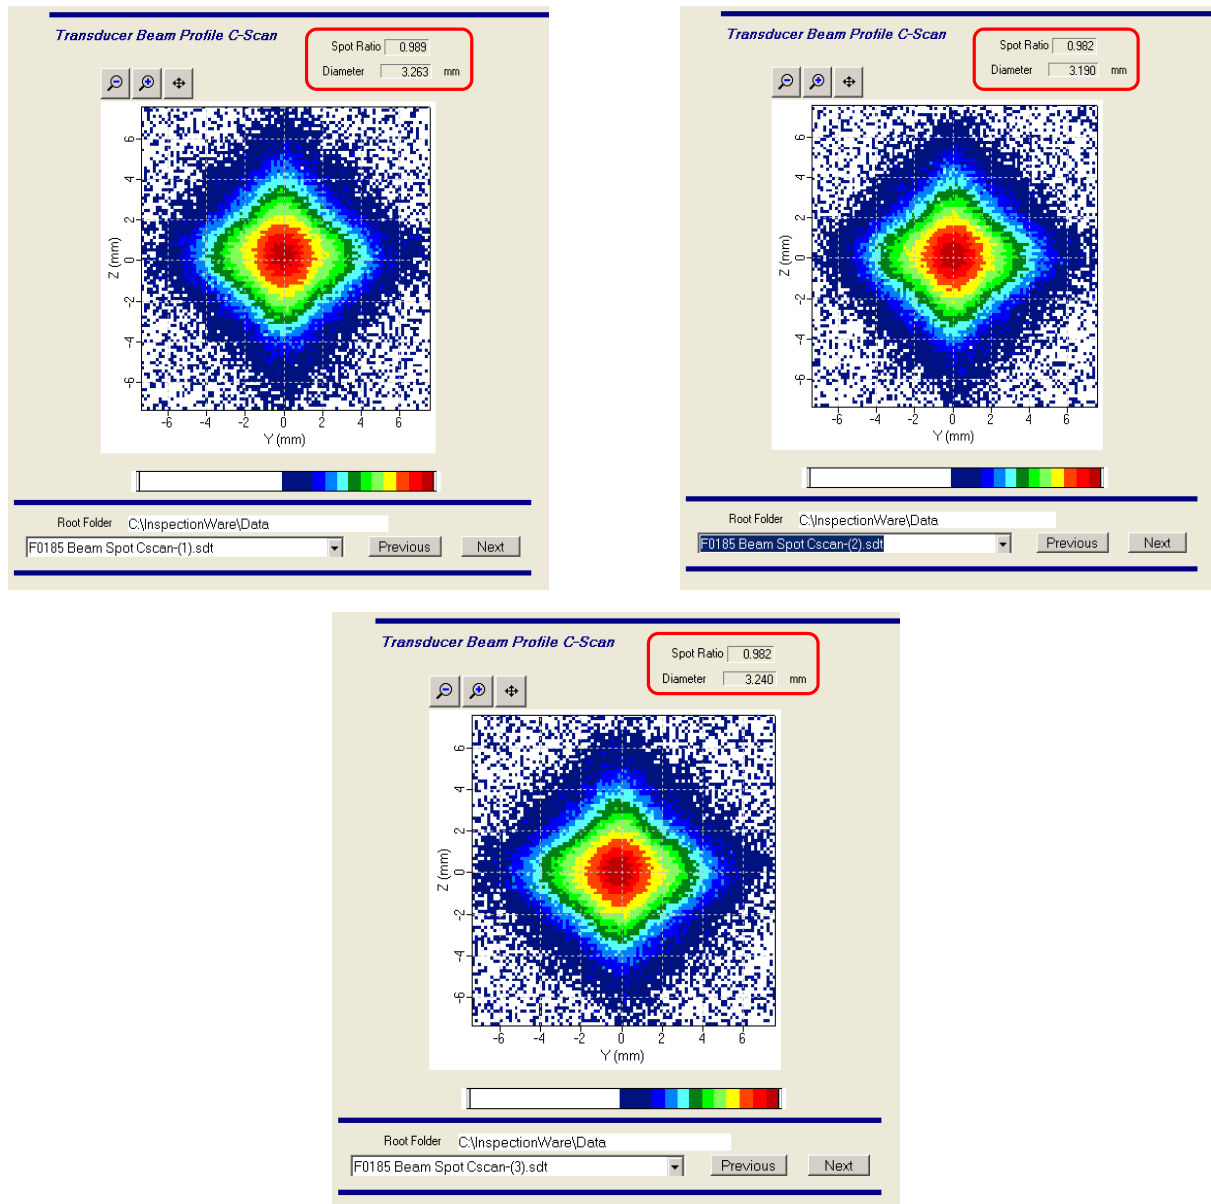 Transducer Beam Profile C-Scan
Spot Ratio 0.989
Diameter 3.263 mm
6
4
2
0
-2
-4
-6
Z (mm)
-6 -4 -2 0 2 4 6
Y (mm)
Root Folder C:\InspectionWare\Data
F0185 Beam Spot Cscan-(1).sdt Previous Next
Transducer Beam Profile C-Scan
Spot Ratio 0.982
Diameter 3.190 mm
6
4
2
0
-2
-4
-6
Z (mm)
-6 -4 -2 0 2 4 6
Y (mm)
Root Folder C:\InspectionWare\Data
F0185 Beam Spot Cscan-(2).sdt Previous Next
Transducer Beam Profile C-Scan
Spot Ratio 0.982
Diameter 3.240 mm
6
4
2
0
-2
-4
-6
Z (mm)
-6 -4 -2 0 2 4 6
Y (mm)
Root Folder C:\InspectionWare\Data
F0185 Beam Spot Cscan-(3).sdt Previous Next